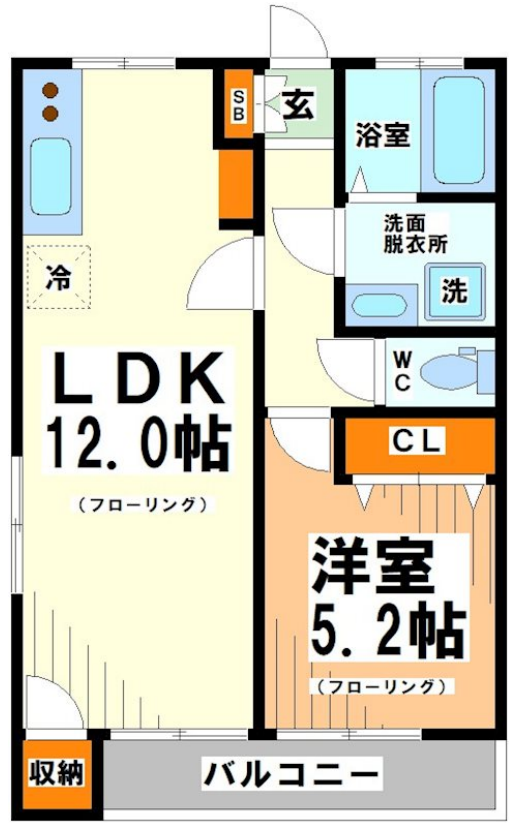 SB
玄
浴室
洗面
脱衣所
洗
冷
WC
LDK
12.0帖
(フローリング)
CL
洋室
5.2帖
(フローリング)
収納
バルコニー